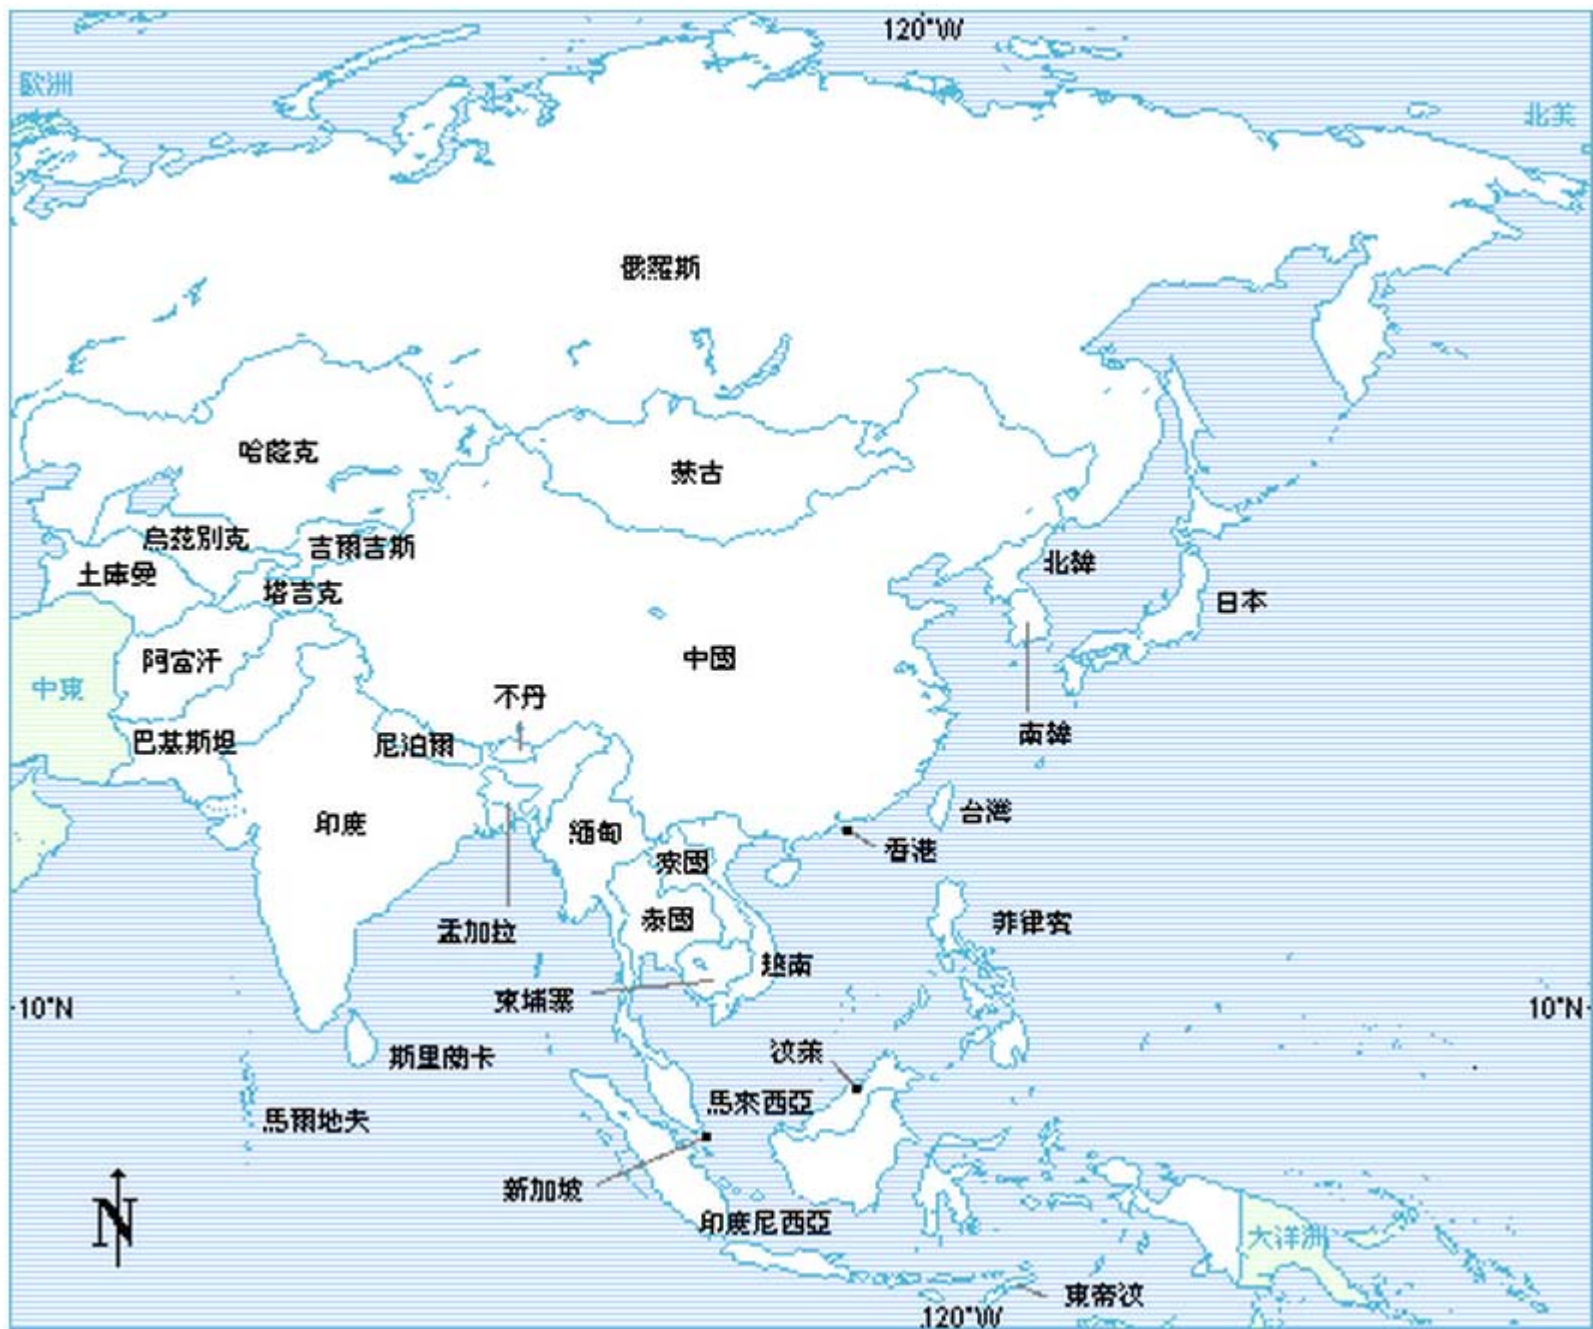 120°W
歐洲
北美
俄羅斯
哈薩克
蒙古
烏茲別克
吉爾吉斯
北韓
土庫曼
塔吉克
日本
阿富汗
中國
中東
不丹
南韓
巴基斯坦
尼泊爾
台灣
印度
緬甸
香港
寮國
泰國
菲律賓
孟加拉
越南
柬埔寨
10°N
10°N
斯里蘭卡
汶萊
馬來西亞
馬爾地夫
新加坡
N
印度尼西亞
大洋洲
東帝汶
120°W